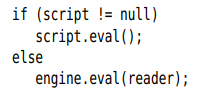 if (script != null)
script.eval();
else
engine.eval(reader);